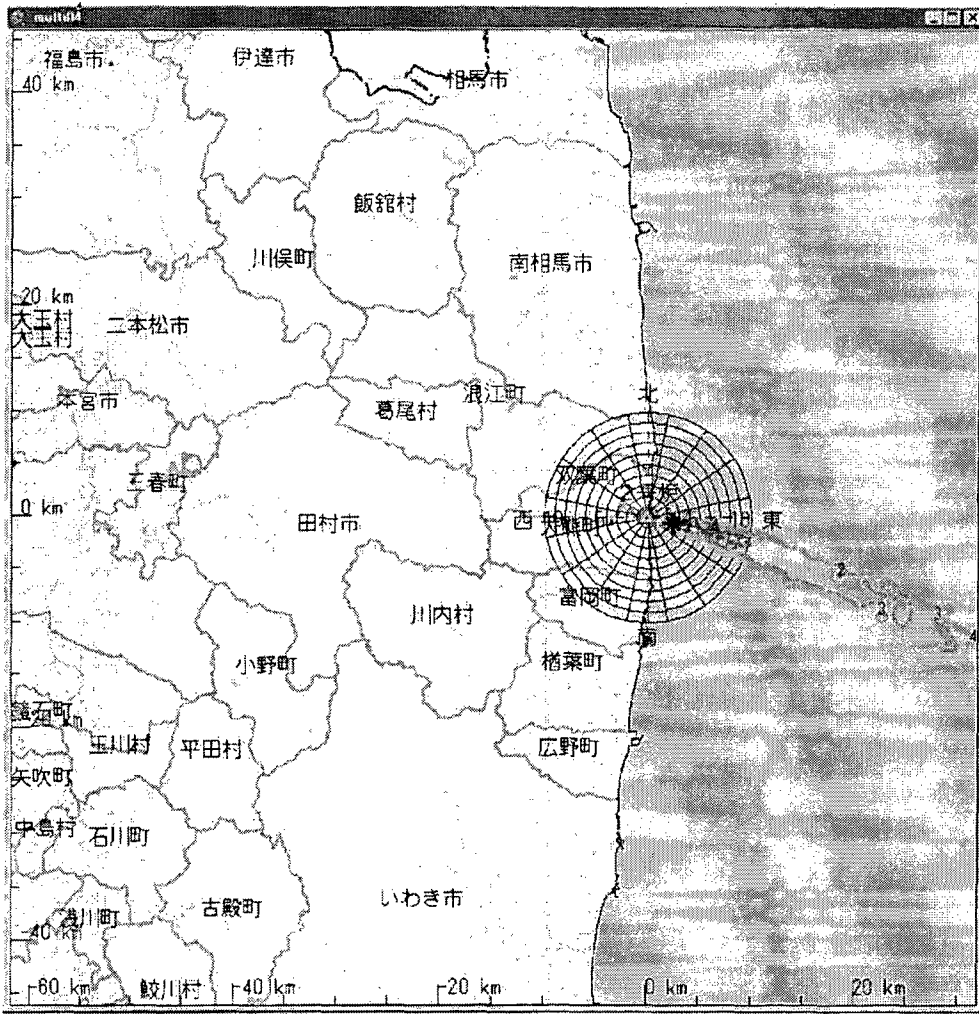 福島市
伊達市
相馬市
40 km
飯舘村
川俣町
南相馬市
20 km
大玉村
大玉村
二本松市
本宮市
葛尾村
浪江町
北
三春町
双葉町
0 km
田村市
西
東
2
富岡町
川内村
3
4
南
小野町
楢葉町
鏡石町
玉川村
平田村
広野町
矢吹町
中島村
石川町
浅川町
古殿町
いわき市
-40 km
鮫川村
-60 km
-40 km
-20 km
0 km
20 km